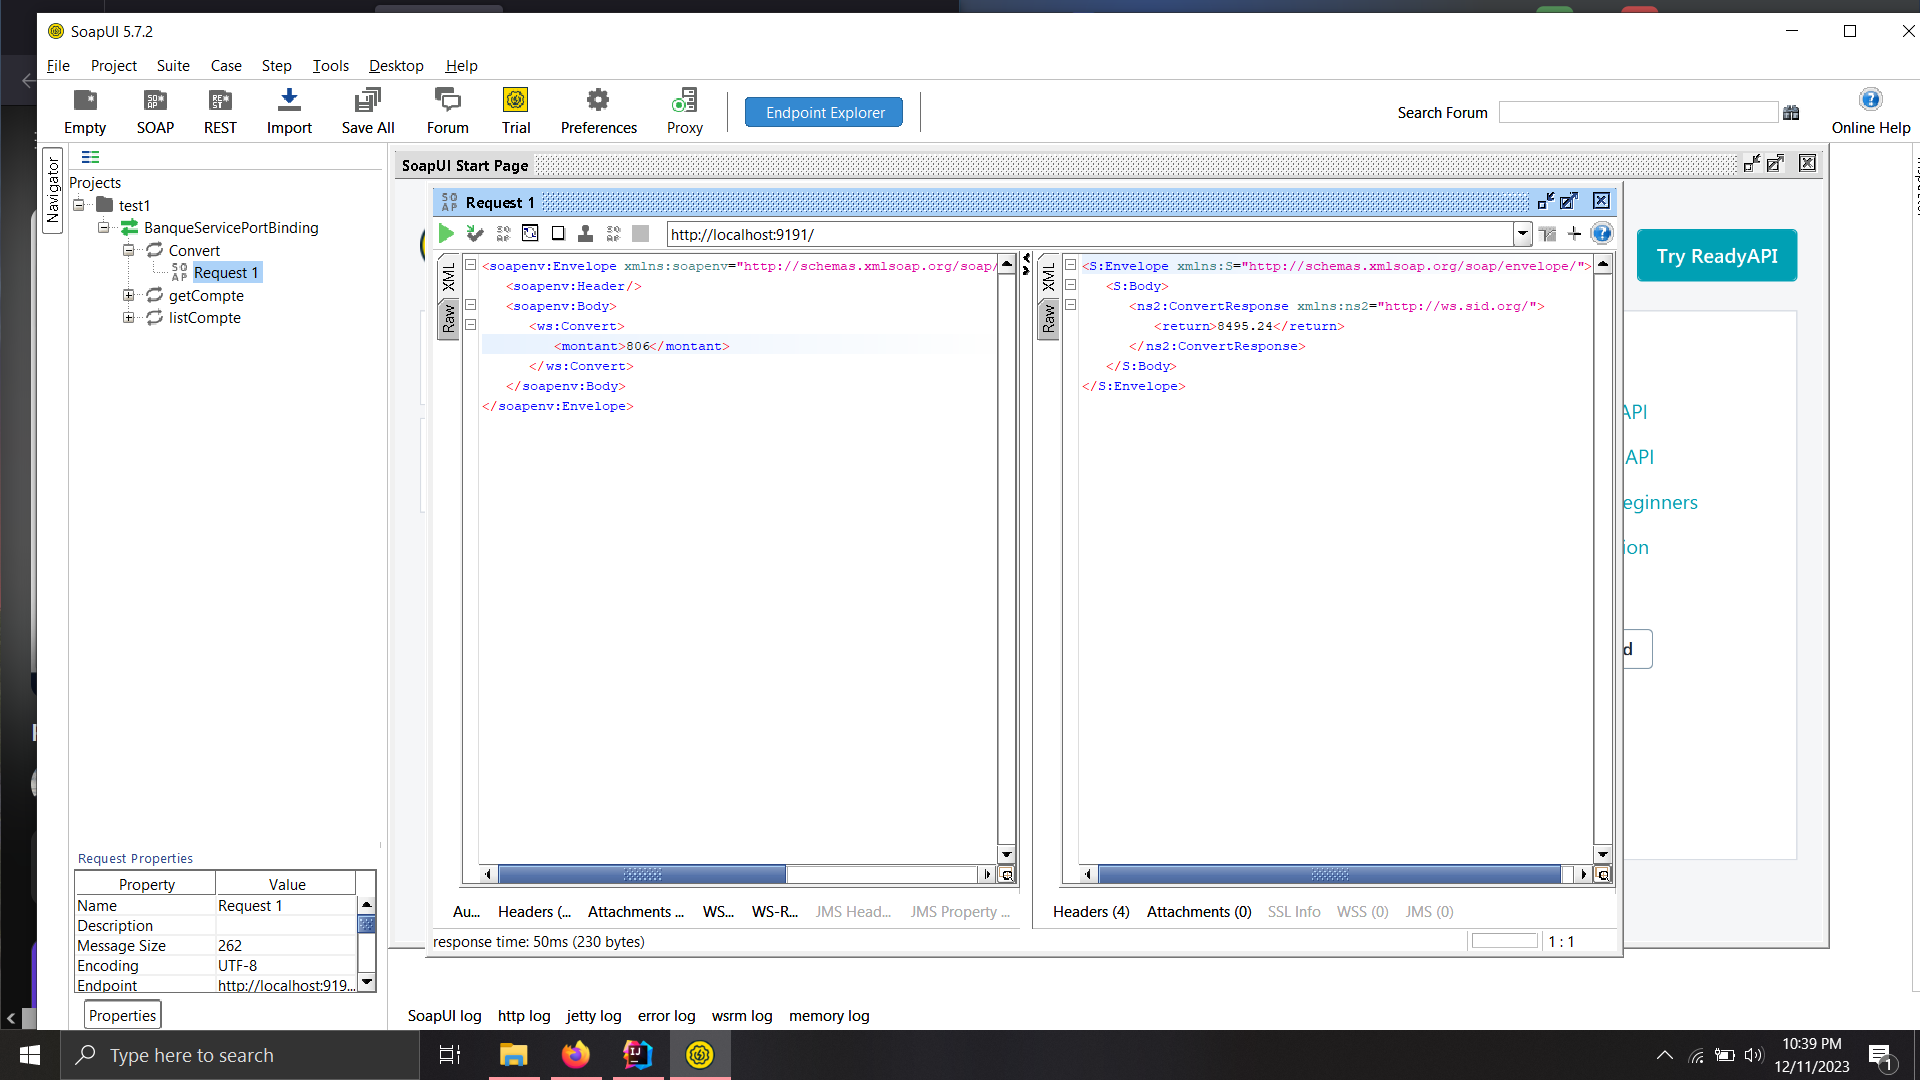 SoapUI 5.7.2
File Project Suite Case Step Tools Desktop Help
Empty SOAP REST Import Save All Forum Trial Preferences Proxy
Endpoint Explorer
Search Forum
Online Help
Navigator
Projects
test1
BanqueServicePortBinding
Convert
Request 1
getCompte
listCompte
SoapUI Start Page
Request 1
http://localhost:9191/
XML
Raw
<soapenv:Envelope xmlns:soapenv="http://schemas.xmlsoap.org/soap/
<soapenv:Header/>
<soapenv:Body>
<ws:Convert>
<montant>806</montant>
</ws:Convert>
</soapenv:Body>
</soapenv:Envelope>
XML
Raw
<S:Envelope xmlns:S="http://schemas.xmlsoap.org/soap/envelope/">
<S:Body>
<ns2:ConvertResponse xmlns:ns2="http://ws.sid.org/">
<return>8495.24</return>
</ns2:ConvertResponse>
</S:Body>
</S:Envelope>
Try ReadyAPI
API
API
eginners
ion
d
Au... Headers (... Attachments ... WS... WS-R... JMS Head... JMS Property ...
Headers (4) Attachments (0) SSL Info WSS (0) JMS (0)
response time: 50ms (230 bytes)
1 : 1
Request Properties
Property Value
Name Request 1
Description
Message Size 262
Encoding UTF-8
Endpoint http://localhost:919...
Properties
SoapUI log http log jetty log error log wsrm log memory log
Type here to search
10:39 PM
12/11/2023
1